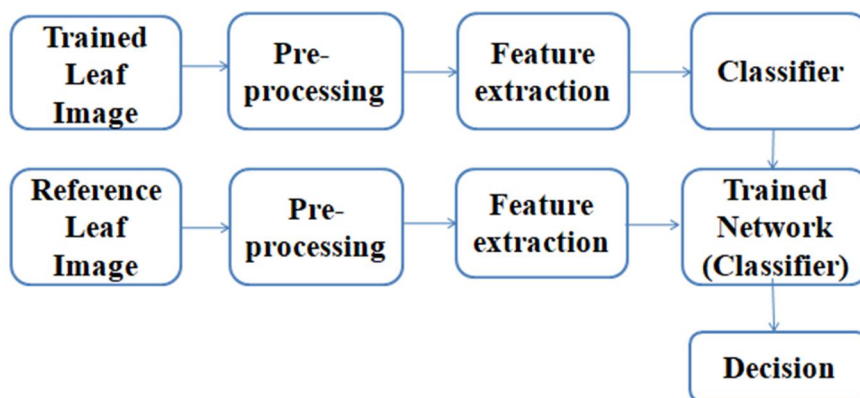 Trained
Leaf
Image
Pre-
processing
Feature
extraction
Classifier
Reference
Leaf
Image
Pre-
processing
Feature
extraction
Trained
Network
(Classifier)
Decision